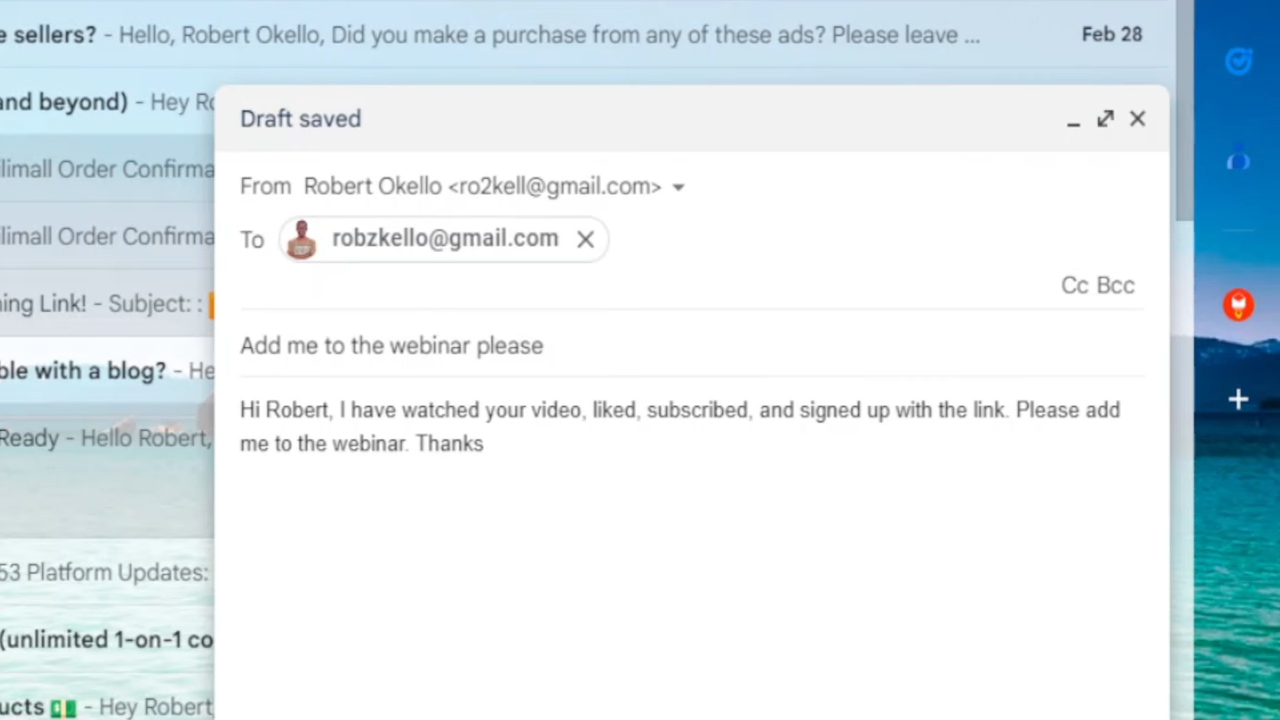 e sellers? - Hello, Robert Okello, Did you make a purchase from any of these ads? Please leave ... Feb 28
and beyond) - Hey Ro
Draft saved
ilimall Order Confirma
From Robert Okello <ro2kell@gmail.com>
ilimall Order Confirma
To robzkello@gmail.com
Cc Bcc
ning Link! - Subject: :
Add me to the webinar please
ble with a blog? - He
Hi Robert, I have watched your video, liked, subscribed, and signed up with the link. Please add
me to the webinar. Thanks
Ready - Hello Robert,
53 Platform Updates:
(unlimited 1-on-1 co
ucts 💵 - Hey Robert